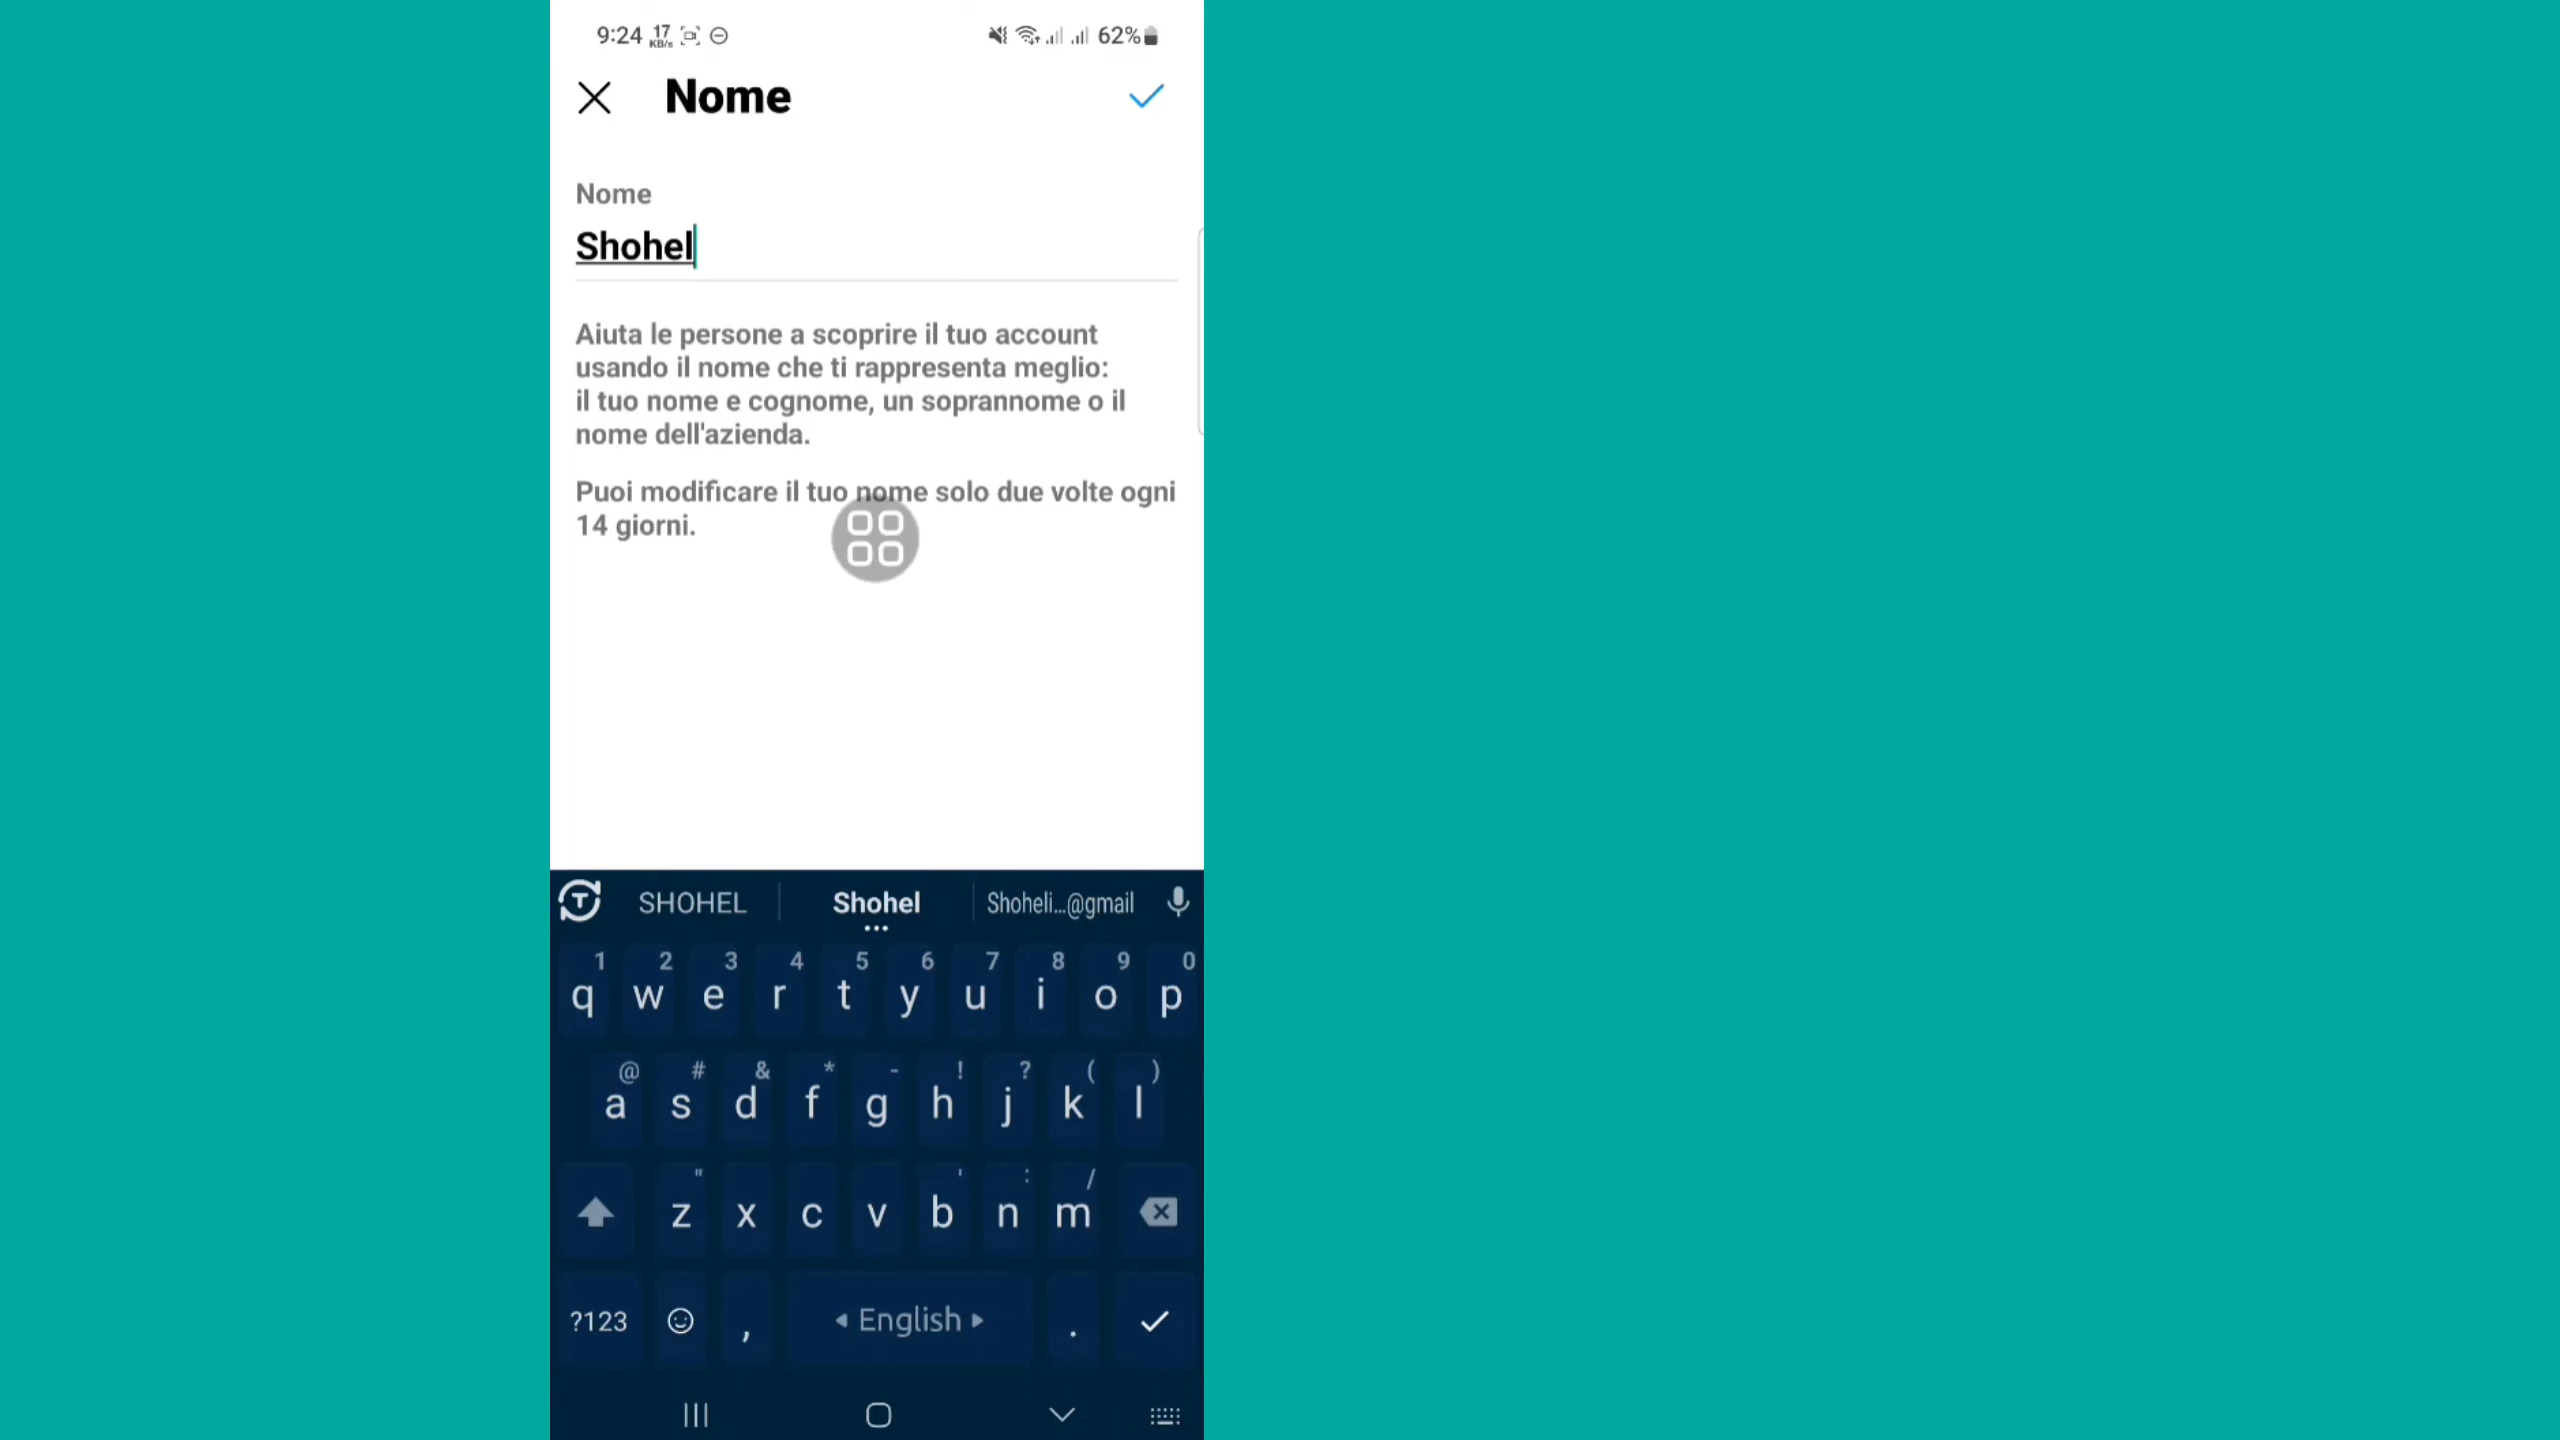 9:24 17 KB/s 62%
Nome
Nome
Shohel
Aiuta le persone a scoprire il tuo account
usando il nome che ti rappresenta meglio:
il tuo nome e cognome, un soprannome o il
nome dell'azienda.
Puoi modificare il tuo nome solo due volte ogni
14 giorni.
SHOHEL Shohel Shoheli...@gmail
1 2 3 4 5 6 7 8 9 0
q w e r t y u i o p
@ # & * - ! ? ( )
a s d f g h j k l
" ' : /
z x c v b n m
?123 , English .